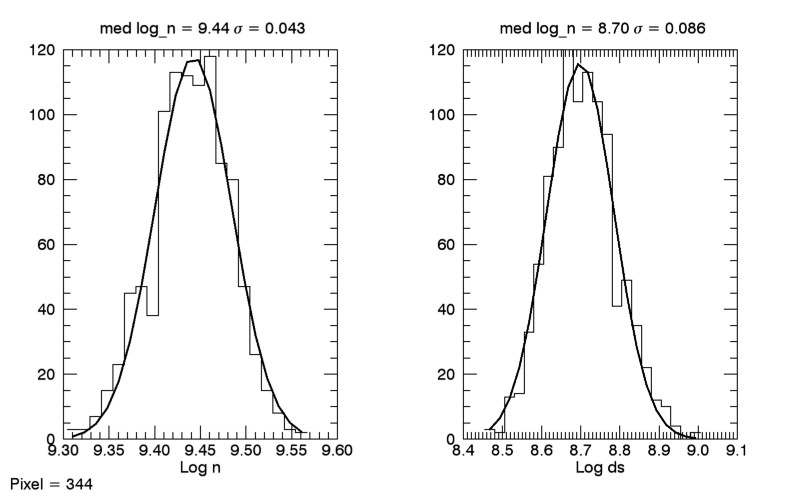 med log_n = 9.44 σ = 0.043
120
100
80
60
40
20
0
9.30 9.35 9.40 9.45 9.50 9.55 9.60
Log n
med log_n = 8.70 σ = 0.086
120
100
80
60
40
20
0
8.4 8.5 8.6 8.7 8.8 8.9 9.0 9.1
Log ds
Pixel = 344